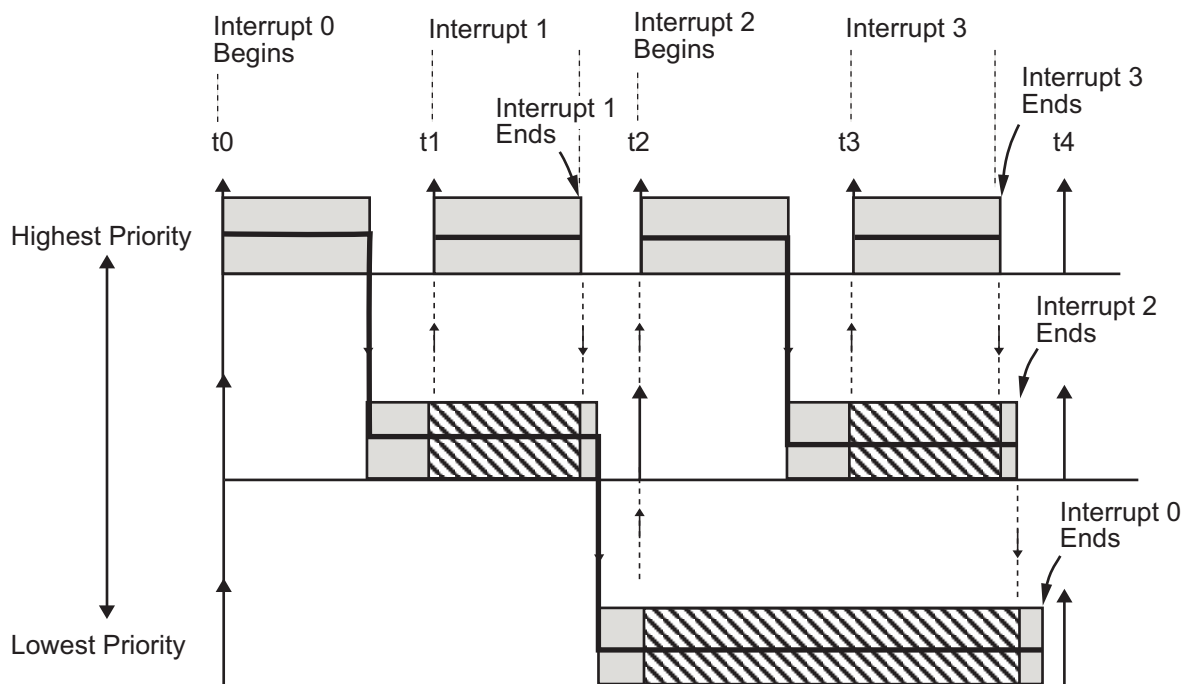 Interrupt 0
Begins
Interrupt 1
Interrupt 2
Begins
Interrupt 3
Interrupt 1
Ends
Interrupt 3
Ends
t0
t1
t2
t3
t4
Highest Priority
Interrupt 2
Ends
Interrupt 0
Ends
Lowest Priority